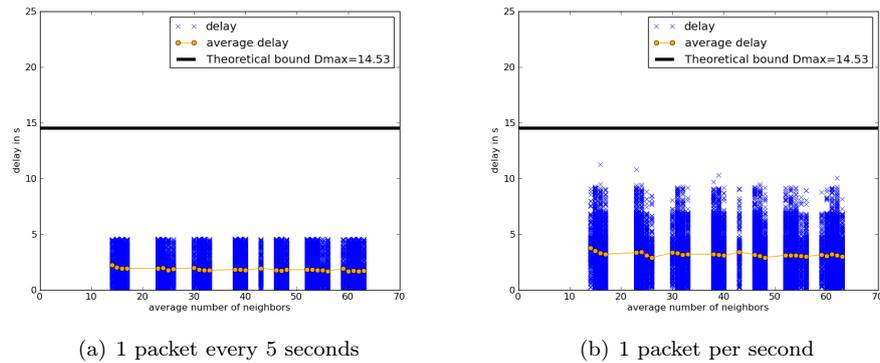 25
20
15
10
5
0
delay in s
delay
average delay
Theoretical bound Dmax=14.53
0 10 20 30 40 50 60 70
average number of neighbors
(a) 1 packet every 5 seconds
25
20
15
10
5
0
delay in s
delay
average delay
Theoretical bound Dmax=14.53
0 10 20 30 40 50 60 70
average number of neighbors
(b) 1 packet per second